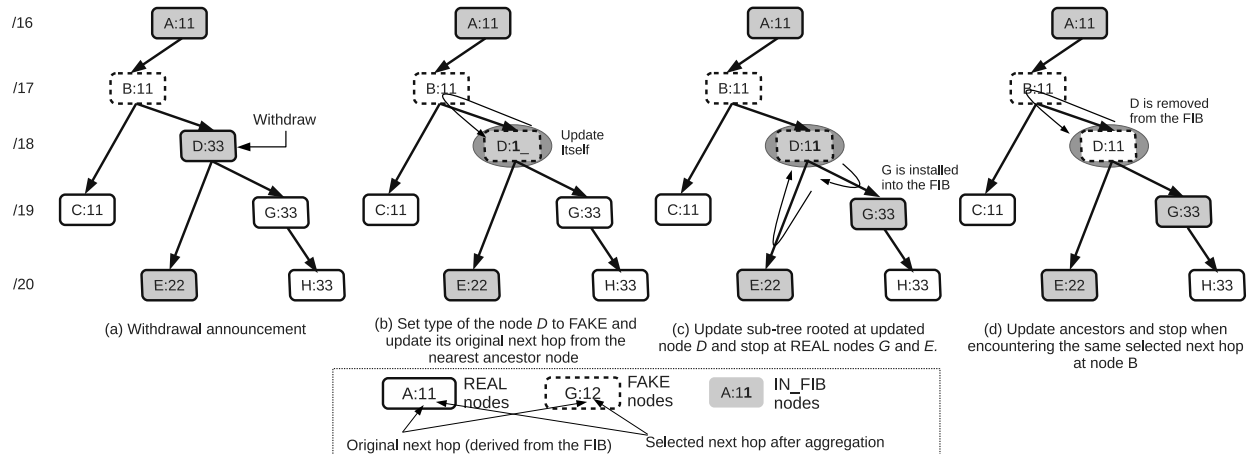 /16
/17
/18
/19
/20
A:11
B:11
Withdraw
D:33
C:11
G:33
E:22
H:33
(a) Withdrawal announcement
A:11
B:11
D:1_
Update
Itself
C:11
G:33
E:22
H:33
(b) Set type of the node D to FAKE and
update its original next hop from the
nearest ancestor node
A:11
B:11
D:11
G is installed
into the FIB
C:11
G:33
E:22
H:33
(c) Update sub-tree rooted at updated
node D and stop at REAL nodes G and E.
A:11
B:11
D is removed
from the FIB
D:11
C:11
G:33
E:22
H:33
(d) Update ancestors and stop when
encountering the same selected next hop
at node B
A:11
REAL
nodes
G:12
FAKE
nodes
A:11
IN_FIB
nodes
Original next hop (derived from the FIB)
Selected next hop after aggregation